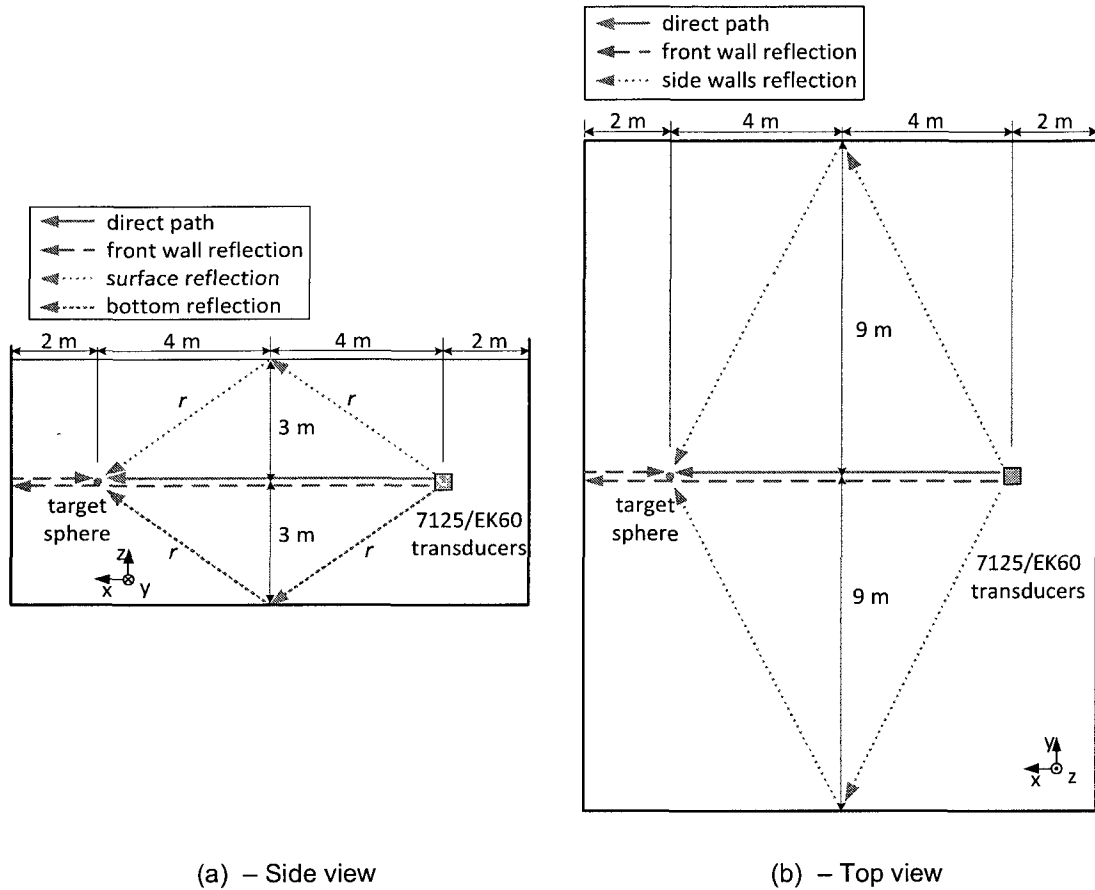 direct path
front wall reflection
surface reflection
bottom reflection
2 m 4 m 4 m 2 m
r r
3 m
target
sphere
3 m
7125/EK60
transducers
r r
z
x y
(a) – Side view
direct path
front wall reflection
side walls reflection
2 m 4 m 4 m 2 m
9 m
target
sphere
7125/EK60
transducers
9 m
y
x z
(b) – Top view